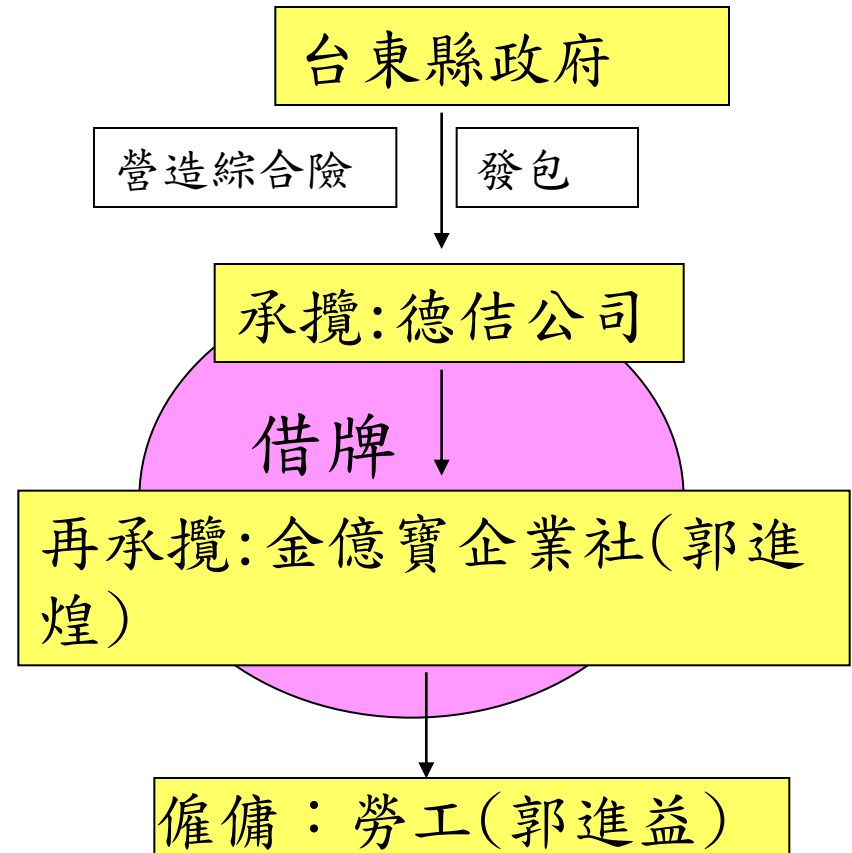 台東縣政府
營造綜合險
發包
承攬:德佶公司
借牌
再承攬:金億寶企業社(郭進
煌)
僱傭：勞工(郭進益)